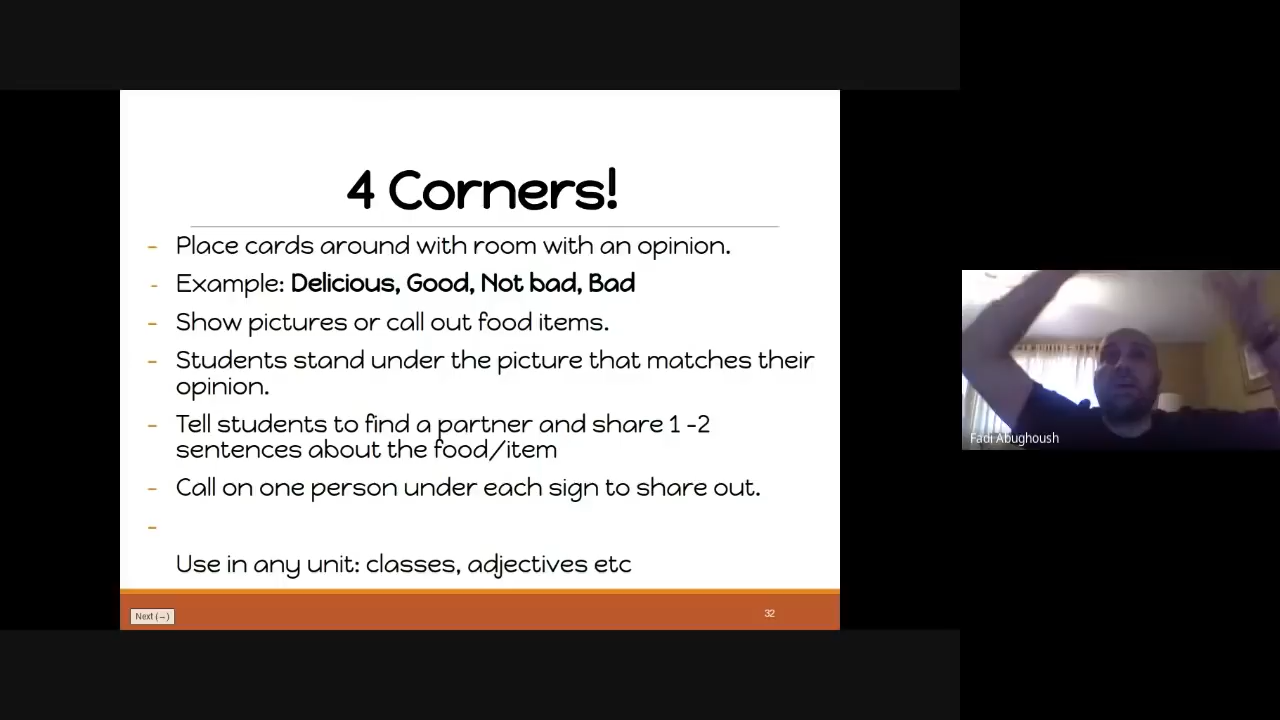 4 Corners!
- Place cards around with room with an opinion.
- Example: Delicious, Good, Not bad, Bad
- Show pictures or call out food items.
- Students stand under the picture that matches their
opinion.
- Tell students to find a partner and share 1 -2
sentences about the food/item
- Call on one person under each sign to share out.
-
Use in any unit: classes, adjectives etc
Next (→)
32
Fadi Abughoush